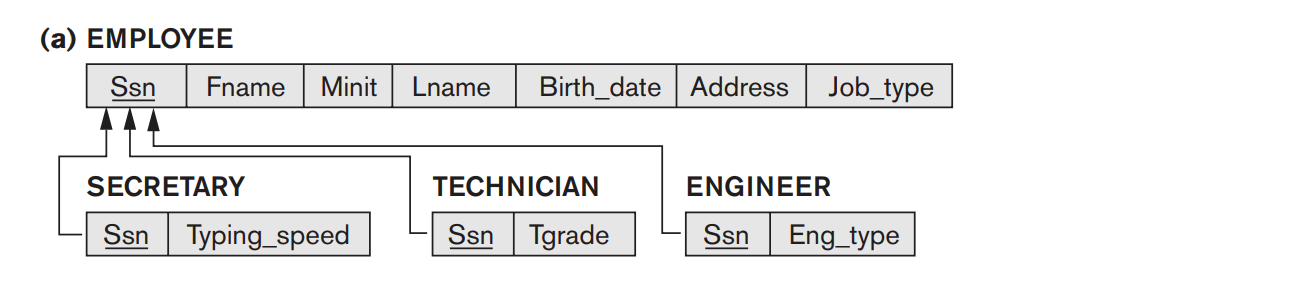 (a) EMPLOYEE
Ssn Fname Minit Lname Birth_date Address Job_type
SECRETARY TECHNICIAN ENGINEER
Ssn Typing_speed Ssn Tgrade Ssn Eng_type